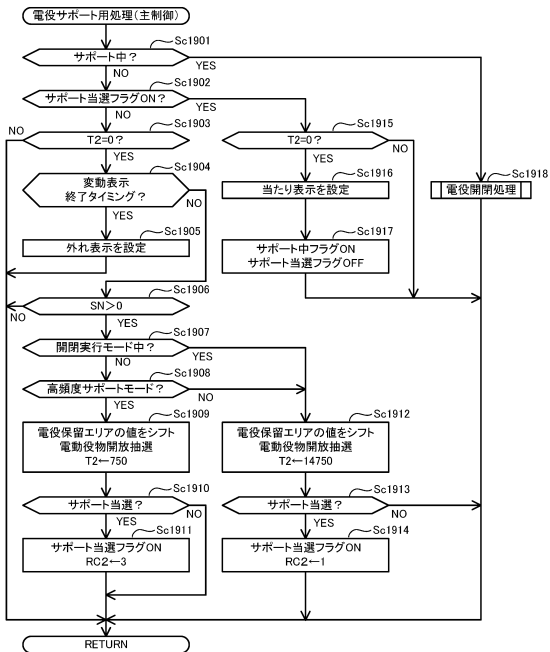 電役サポート用処理(主制御)
Sc1901
サポート中？
NO
YES
Sc1902
サポート当選フラグON？
NO
YES
Sc1903
NO
T2=0？
YES
Sc1904
変動表示
終了タイミング？
NO
YES
Sc1905
外れ表示を設定
Sc1915
T2=0？
YES
NO
Sc1916
当たり表示を設定
Sc1917
サポート中フラグON
サポート当選フラグOFF
Sc1918
電役開閉処理
Sc1906
SN>0
NO
YES
Sc1907
開閉実行モード中？
NO
YES
Sc1908
高頻度サポートモード？
YES
NO
Sc1909
電役保留エリアの値をシフト
電動役物開放抽選
T2←750
Sc1910
サポート当選？
YES
NO
Sc1911
サポート当選フラグON
RC2←3
Sc1912
電役保留エリアの値をシフト
電動役物開放抽選
T2←14750
Sc1913
サポート当選？
YES
NO
Sc1914
サポート当選フラグON
RC2←1
RETURN